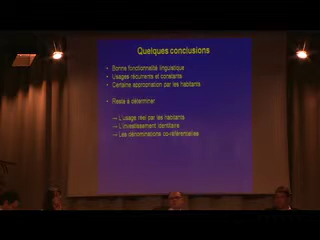 Quelques conclusions
• Bonne fonctionnalité linguistique
• Usages récurrents et constants
• Certaine appropriation par les habitants
• Reste à déterminer
→ L'usage réel par les habitants
→ L'investissement identitaire
→ Les dénominations co-référentielles